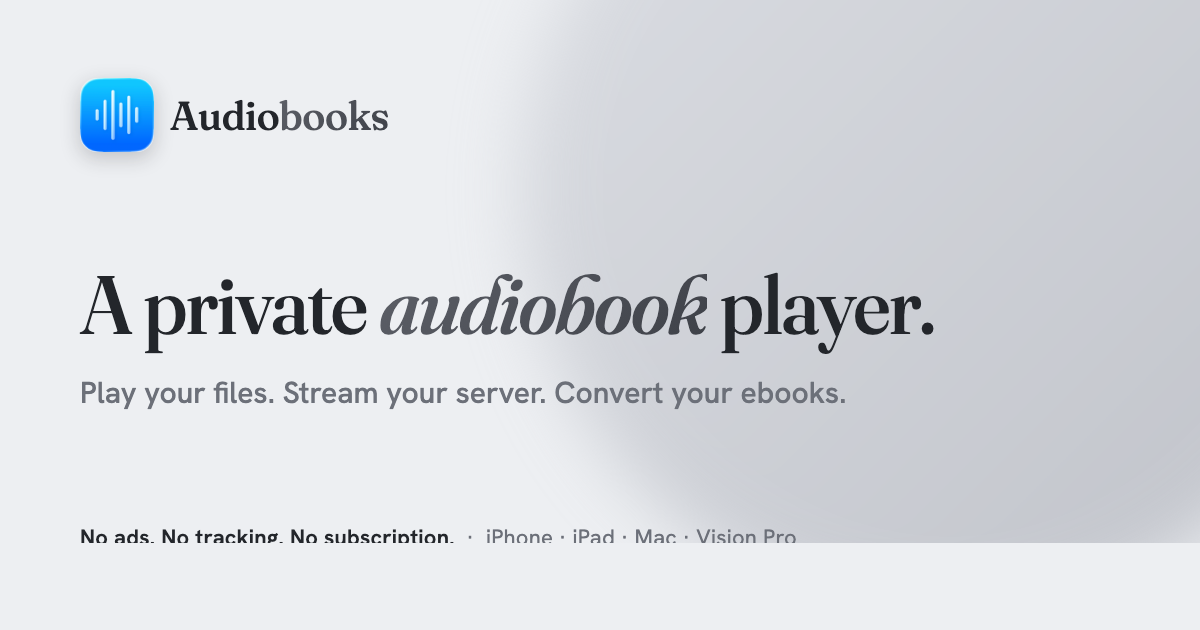 Audiobooks
A private audiobook player.
Play your files. Stream your server. Convert your ebooks.
No ads. No tracking. No subscription. · iPhone · iPad · Mac · Vision Pro